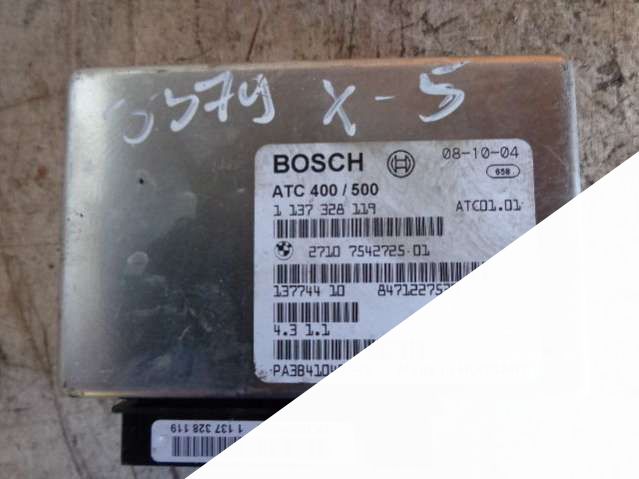 X-5
BOSCH 08-10-04
658
ATC 400 / 500
1 137 328 119 ATC01.01
2710 7542725-01
137744 10
4.3 1.1
1 137 328 119